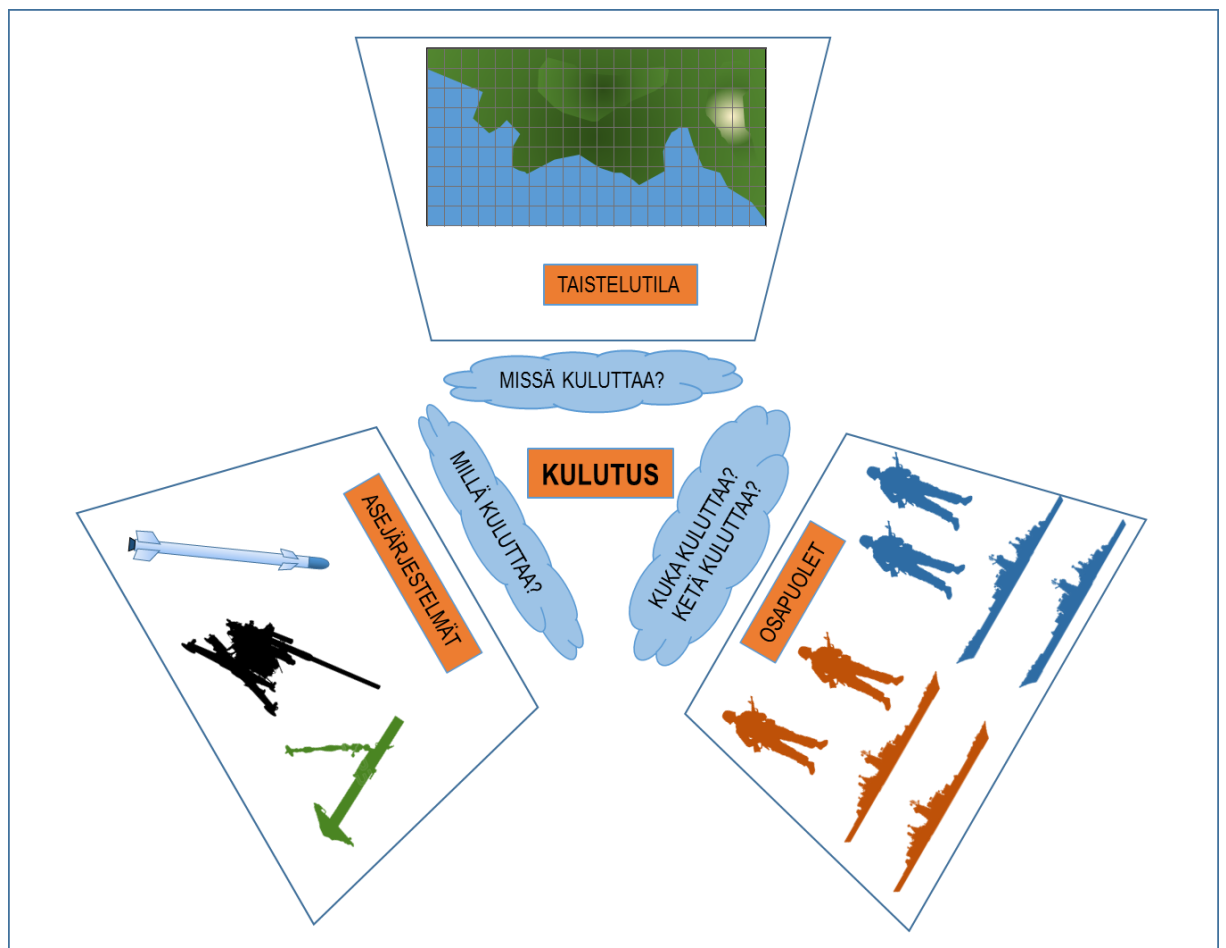 TAISTELUTILA
MISSÄ KULUTTAA?
KULUTUS
MILLÄ KULUTTAA?
ASEJÄRJESTELMÄT
KUKA KULUTTAA?
KETÄ KULUTTAA?
OSAPUOLET